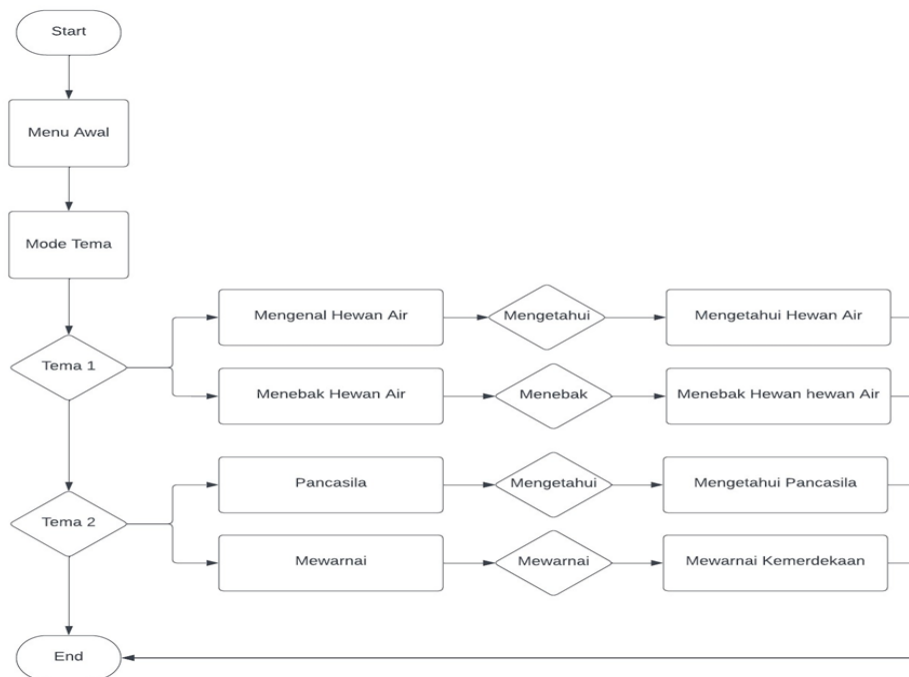 Start
Menu Awal
Mode Tema
Mengenal Hewan Air
Mengetahui
Mengetahui Hewan Air
Tema 1
Menebak Hewan Air
Menebak
Menebak Hewan hewan Air
Pancasila
Mengetahui
Mengetahui Pancasila
Tema 2
Mewarnai
Mewarnai
Mewarnai Kemerdekaan
End